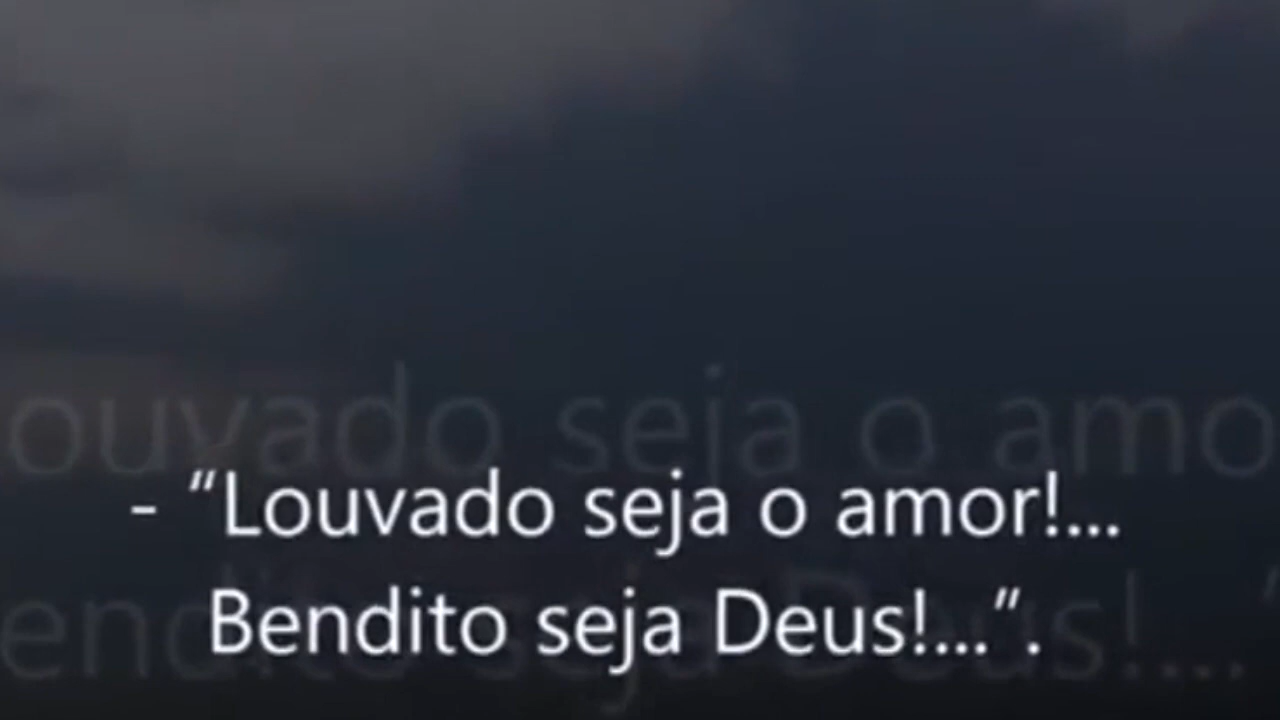 - “Louvado seja o amor!...
Bendito seja Deus!...”.